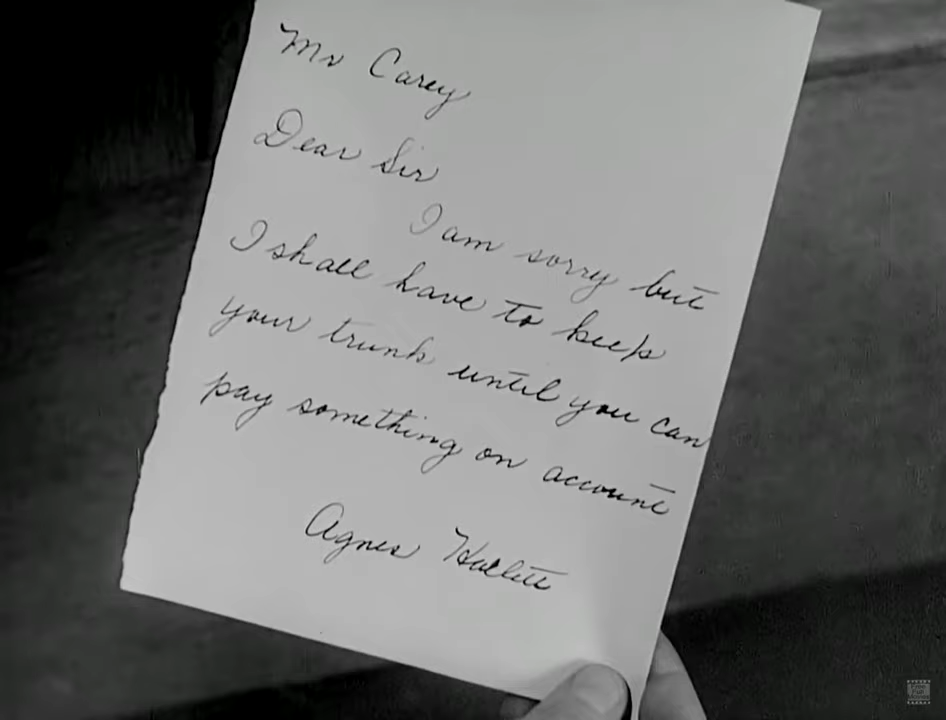 Mr Carey
Dear Sir
I am sorry but
I shall have to keep
your trunk until you can
pay something on account
Agnes Hallett